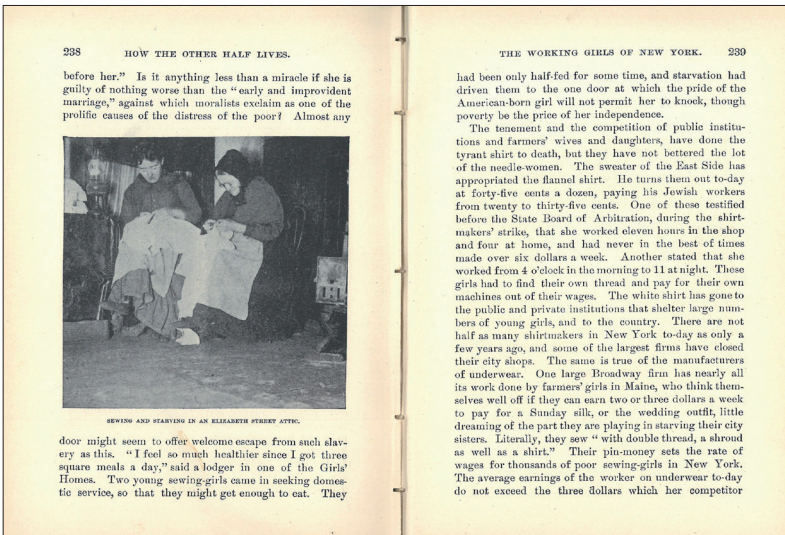 238 HOW THE OTHER HALF LIVES.
before her." Is it anything less than a miracle if she is
guilty of nothing worse than the "early and improvident
marriage," against which moralists exclaim as one of the
prolific causes of the distress of the poor? Almost any
SEWING AND STARVING IN AN ELIZABETH STREET ATTIC.
door might seem to offer welcome escape from such slav-
ery as this. "I feel so much healthier since I got three
square meals a day," said a lodger in one of the Girls'
Homes. Two young sewing-girls came in seeking domes-
tic service, so that they might get enough to eat. They
THE WORKING GIRLS OF NEW YORK. 239
had been only half-fed for some time, and starvation had
driven them to the one door at which the pride of the
American-born girl will not permit her to knock, though
poverty be the price of her independence.
The tenement and the competition of public institu-
tions and farmers' wives and daughters, have done the
tyrant shirt to death, but they have not bettered the lot
of the needle-women. The sweater of the East Side has
appropriated the flannel shirt. He turns them out to-day
at forty-five cents a dozen, paying his Jewish workers
from twenty to thirty-five cents. One of these testified
before the State Board of Arbitration, during the shirt-
makers' strike, that she worked eleven hours in the shop
and four at home, and had never in the best of times
made over six dollars a week. Another stated that she
worked from 4 o'clock in the morning to 11 at night. These
girls had to find their own thread and pay for their own
machines out of their wages. The white shirt has gone to
the public and private institutions that shelter large num-
bers of young girls, and to the country. There are not
half as many shirtmakers in New York to-day as only a
few years ago, and some of the largest firms have closed
their city shops. The same is true of the manufacturers
of underwear. One large Broadway firm has nearly all
its work done by farmers' girls in Maine, who think them-
selves well off if they can earn two or three dollars a week
to pay for a Sunday silk, or the wedding outfit, little
dreaming of the part they are playing in starving their city
sisters. Literally, they sew "with double thread, a shroud
as well as a shirt." Their pin-money sets the rate of
wages for thousands of poor sewing-girls in New York.
The average earnings of the worker on underwear to-day
do not exceed the three dollars which her competitor